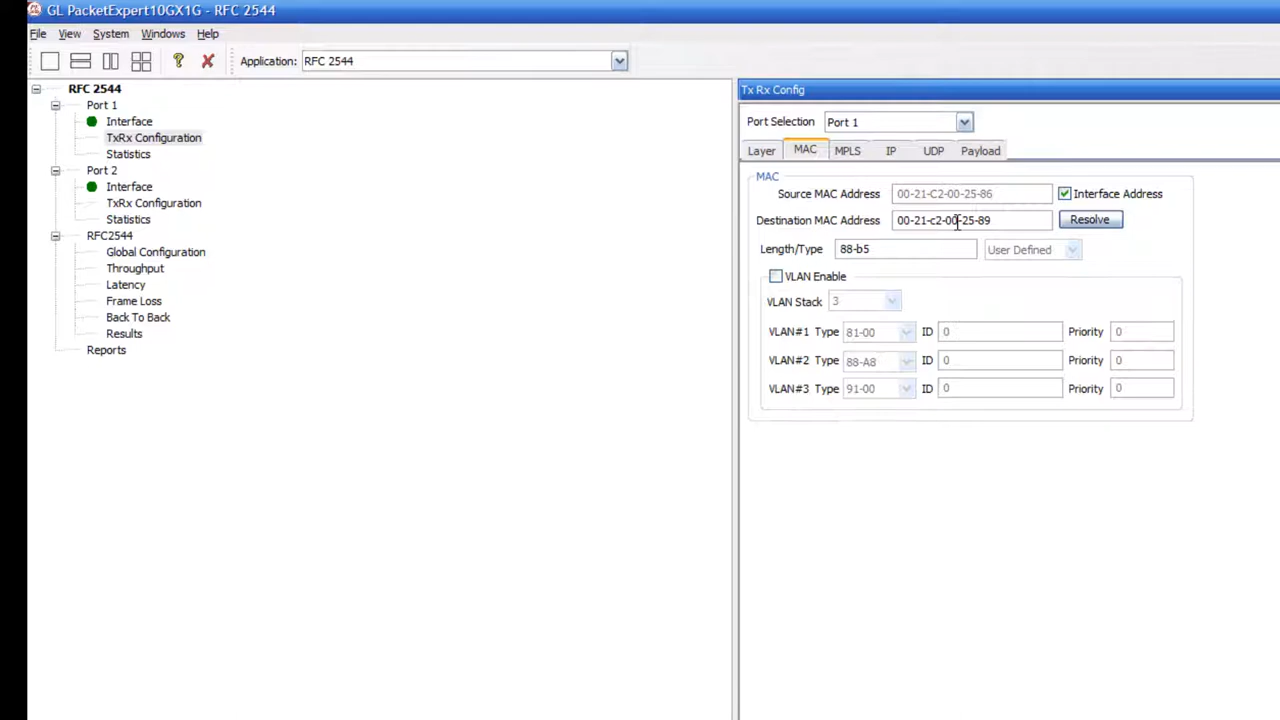 GL PacketExpert10GX1G - RFC 2544
File View System Windows Help
Application: RFC 2544
RFC 2544
Port 1
Interface
TxRx Configuration
Statistics
Port 2
Interface
TxRx Configuration
Statistics
RFC2544
Global Configuration
Throughput
Latency
Frame Loss
Back To Back
Results
Reports
Tx Rx Config
Port Selection Port 1
Layer MAC MPLS IP UDP Payload
MAC
Source MAC Address 00-21-C2-00-25-86 Interface Address
Destination MAC Address 00-21-c2-00-25-89 Resolve
Length/Type 88-b5 User Defined
VLAN Enable
VLAN Stack 3
VLAN#1 Type 81-00 ID 0 Priority 0
VLAN#2 Type 88-A8 ID 0 Priority 0
VLAN#3 Type 91-00 ID 0 Priority 0